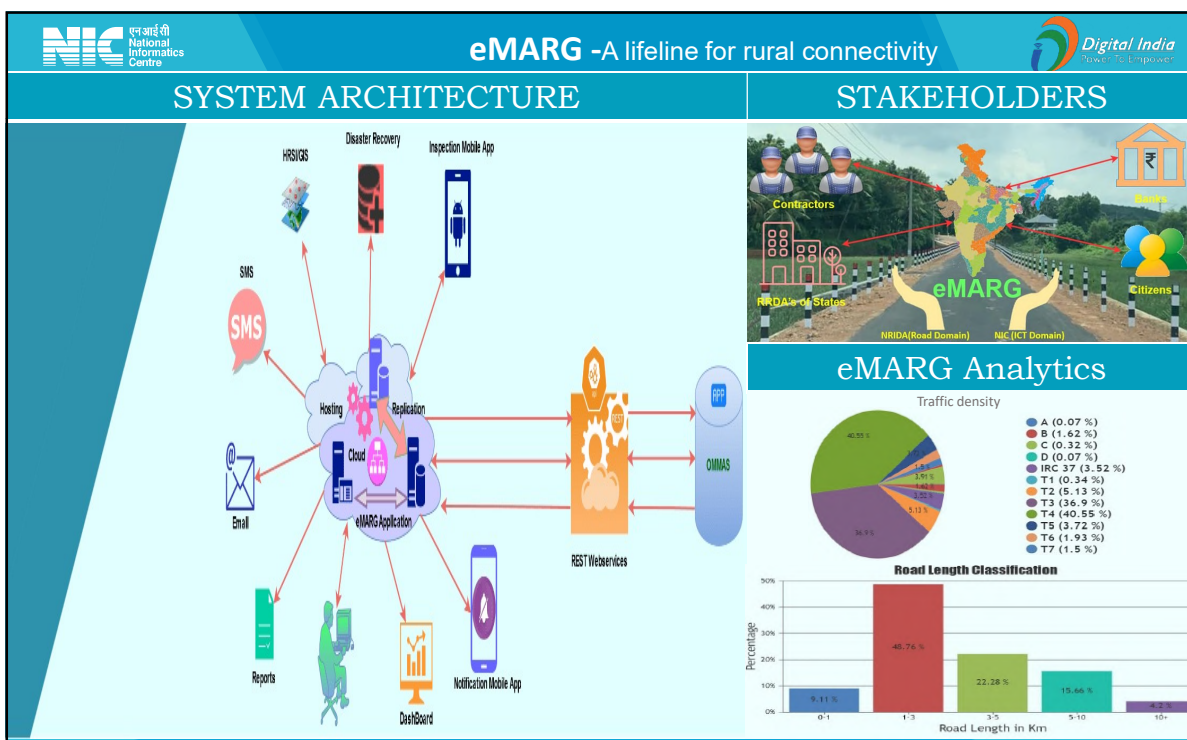 NIC
एनआईसी
National
Informatics
Centre
eMARG -A lifeline for rural connectivity
Digital India
Power To Empower
SYSTEM ARCHITECTURE
HRSI/GIS
Disaster Recovery
Inspection Mobile App
SMS
SMS
Hosting
Replication
Cloud
eMARG Application
Email
Reports
DashBoard
Notification Mobile App
REST
REST Webservices
APP
OMMAS
STAKEHOLDERS
Contractors
Banks
₹
RRDA's of States
Citizens
eMARG
NRIDA(Road Domain)
NIC (ICT Domain)
eMARG Analytics
Traffic density
40.55 %
36.9 %
5.13 %
A (0.07 %)
B (1.62 %)
C (0.32 %)
D (0.07 %)
IRC 37 (3.52 %)
T1 (0.34 %)
T2 (5.13 %)
T3 (36.9 %)
T4 (40.55 %)
T5 (3.72 %)
T6 (1.93 %)
T7 (1.5 %)
Road Length Classification
Percentage
50%
40%
30%
20%
10%
0%
9.11 %
48.76 %
22.28 %
15.66 %
4.2 %
0-1
1-3
3-5
5-10
10+
Road Length in Km